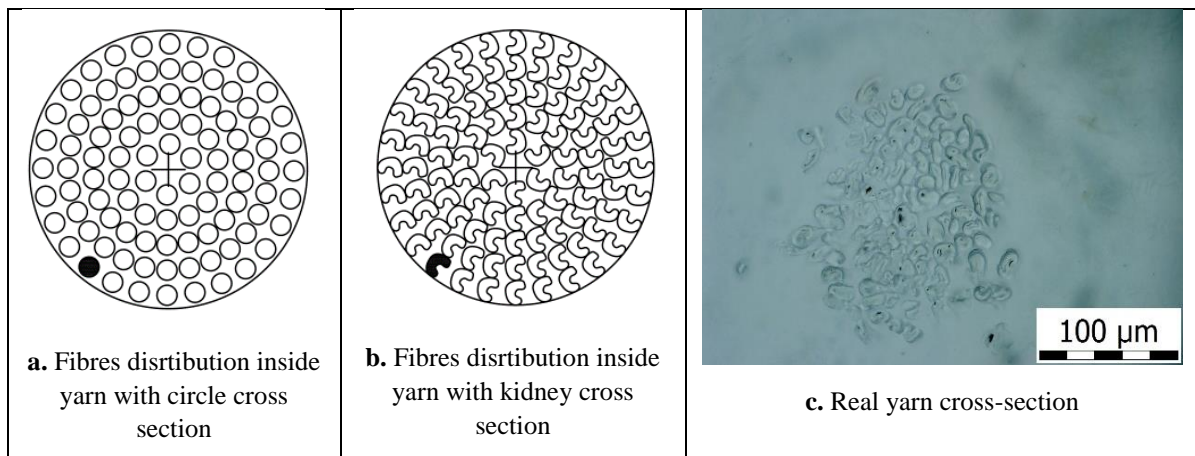 100 µm
a. Fibres disrtibution inside
yarn with circle cross
section
b. Fibres disrtibution inside
yarn with kidney cross
section
c. Real yarn cross-section